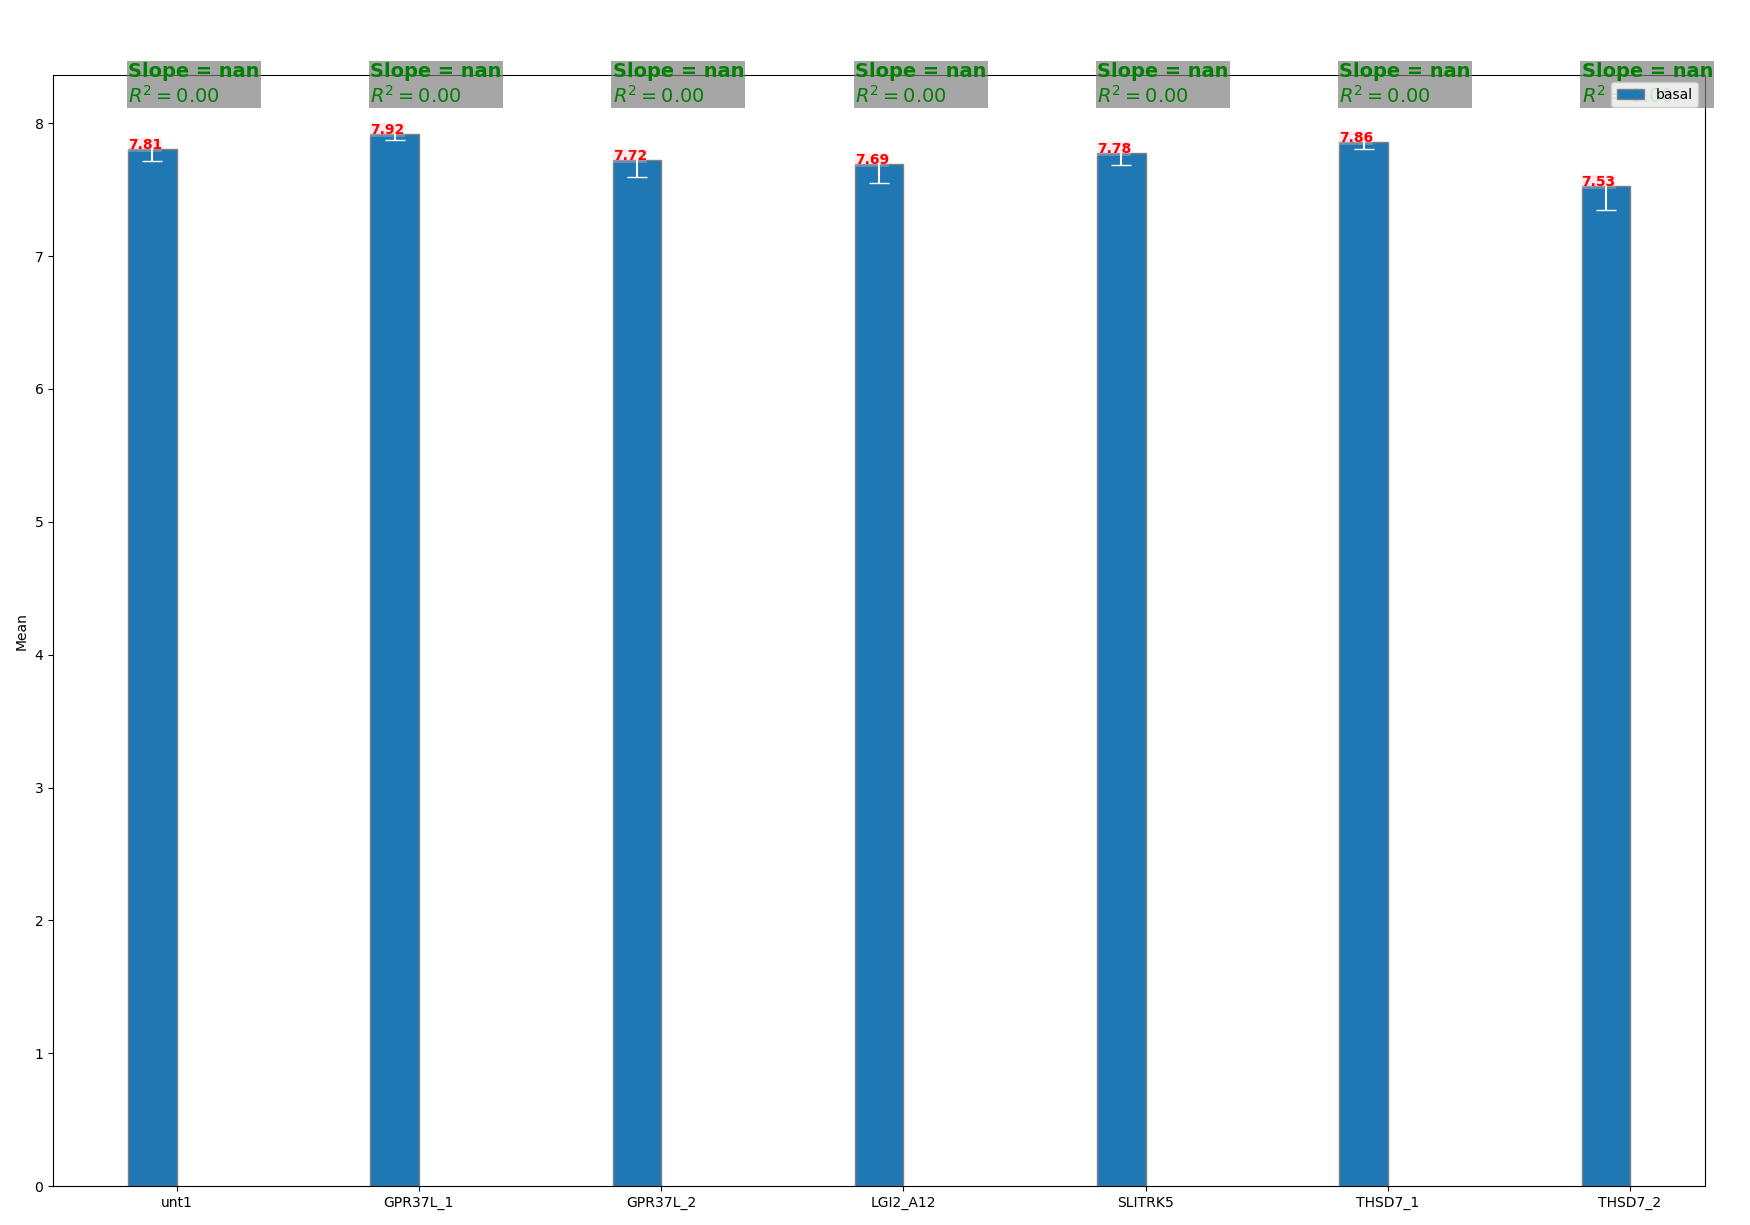 Slope = nan Slope = nan Slope = nan Slope = nan Slope = nan Slope = nan Slope = nan
R² = 0.00 R² = 0.00 R² = 0.00 R² = 0.00 R² = 0.00 R² = 0.00 R²
basal
8
7.81 7.92 7.72 7.69 7.78 7.86 7.53
7
6
5
4
Mean
3
2
1
0
unt1 GPR37L_1 GPR37L_2 LGI2_A12 SLITRK5 THSD7_1 THSD7_2